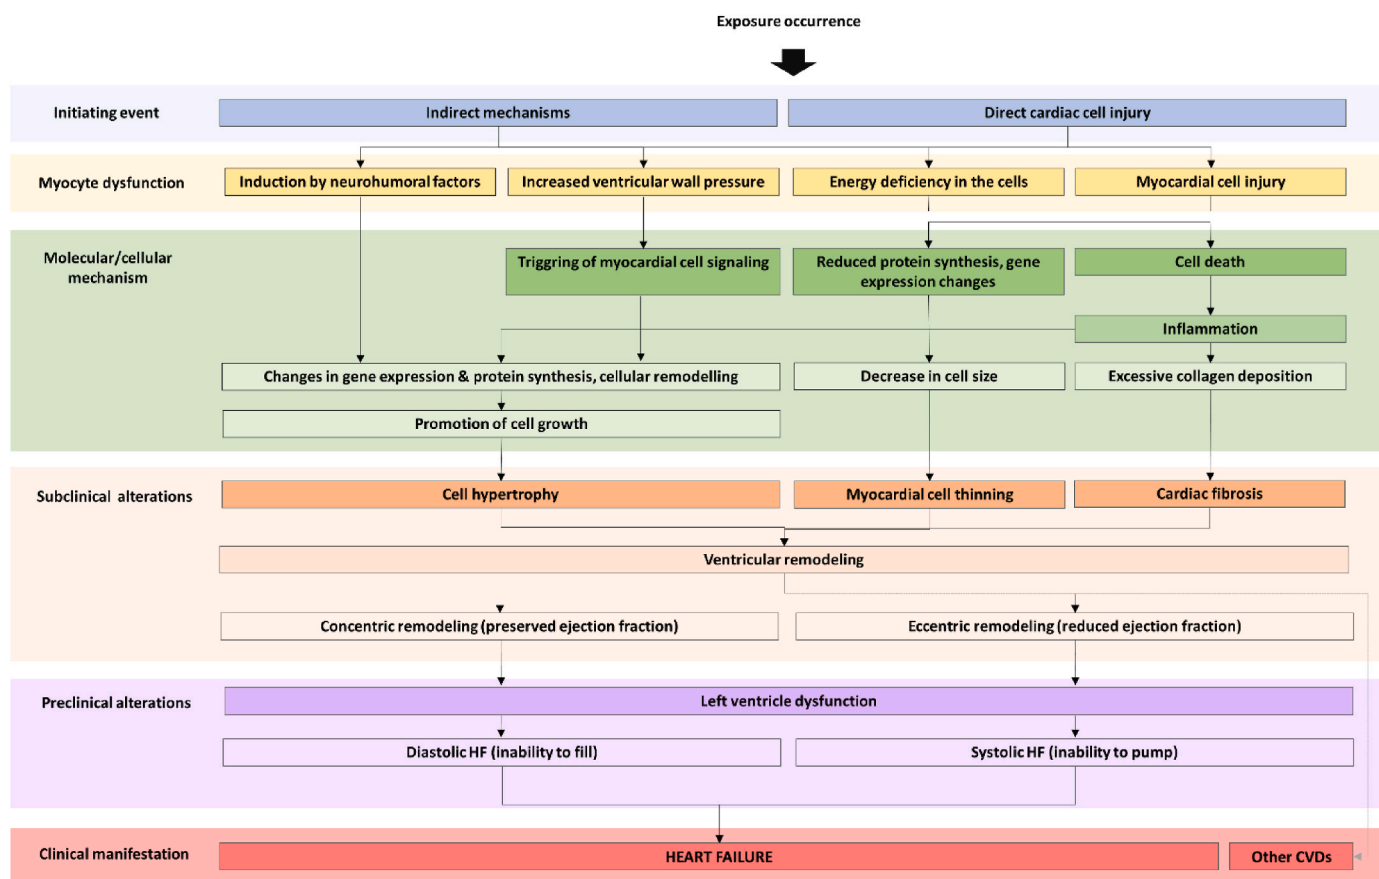 Exposure occurrence
Initiating event
Indirect mechanisms
Direct cardiac cell injury
Myocyte dysfunction
Induction by neurohumoral factors
Increased ventricular wall pressure
Energy deficiency in the cells
Myocardial cell injury
Molecular/cellular
mechanism
Triggring of myocardial cell signaling
Reduced protein synthesis, gene
expression changes
Cell death
Inflammation
Changes in gene expression & protein synthesis, cellular remodelling
Decrease in cell size
Excessive collagen deposition
Promotion of cell growth
Subclinical alterations
Cell hypertrophy
Myocardial cell thinning
Cardiac fibrosis
Ventricular remodeling
Concentric remodeling (preserved ejection fraction)
Eccentric remodeling (reduced ejection fraction)
Preclinical alterations
Left ventricle dysfunction
Diastolic HF (inability to fill)
Systolic HF (inability to pump)
Clinical manifestation
HEART FAILURE
Other CVDs